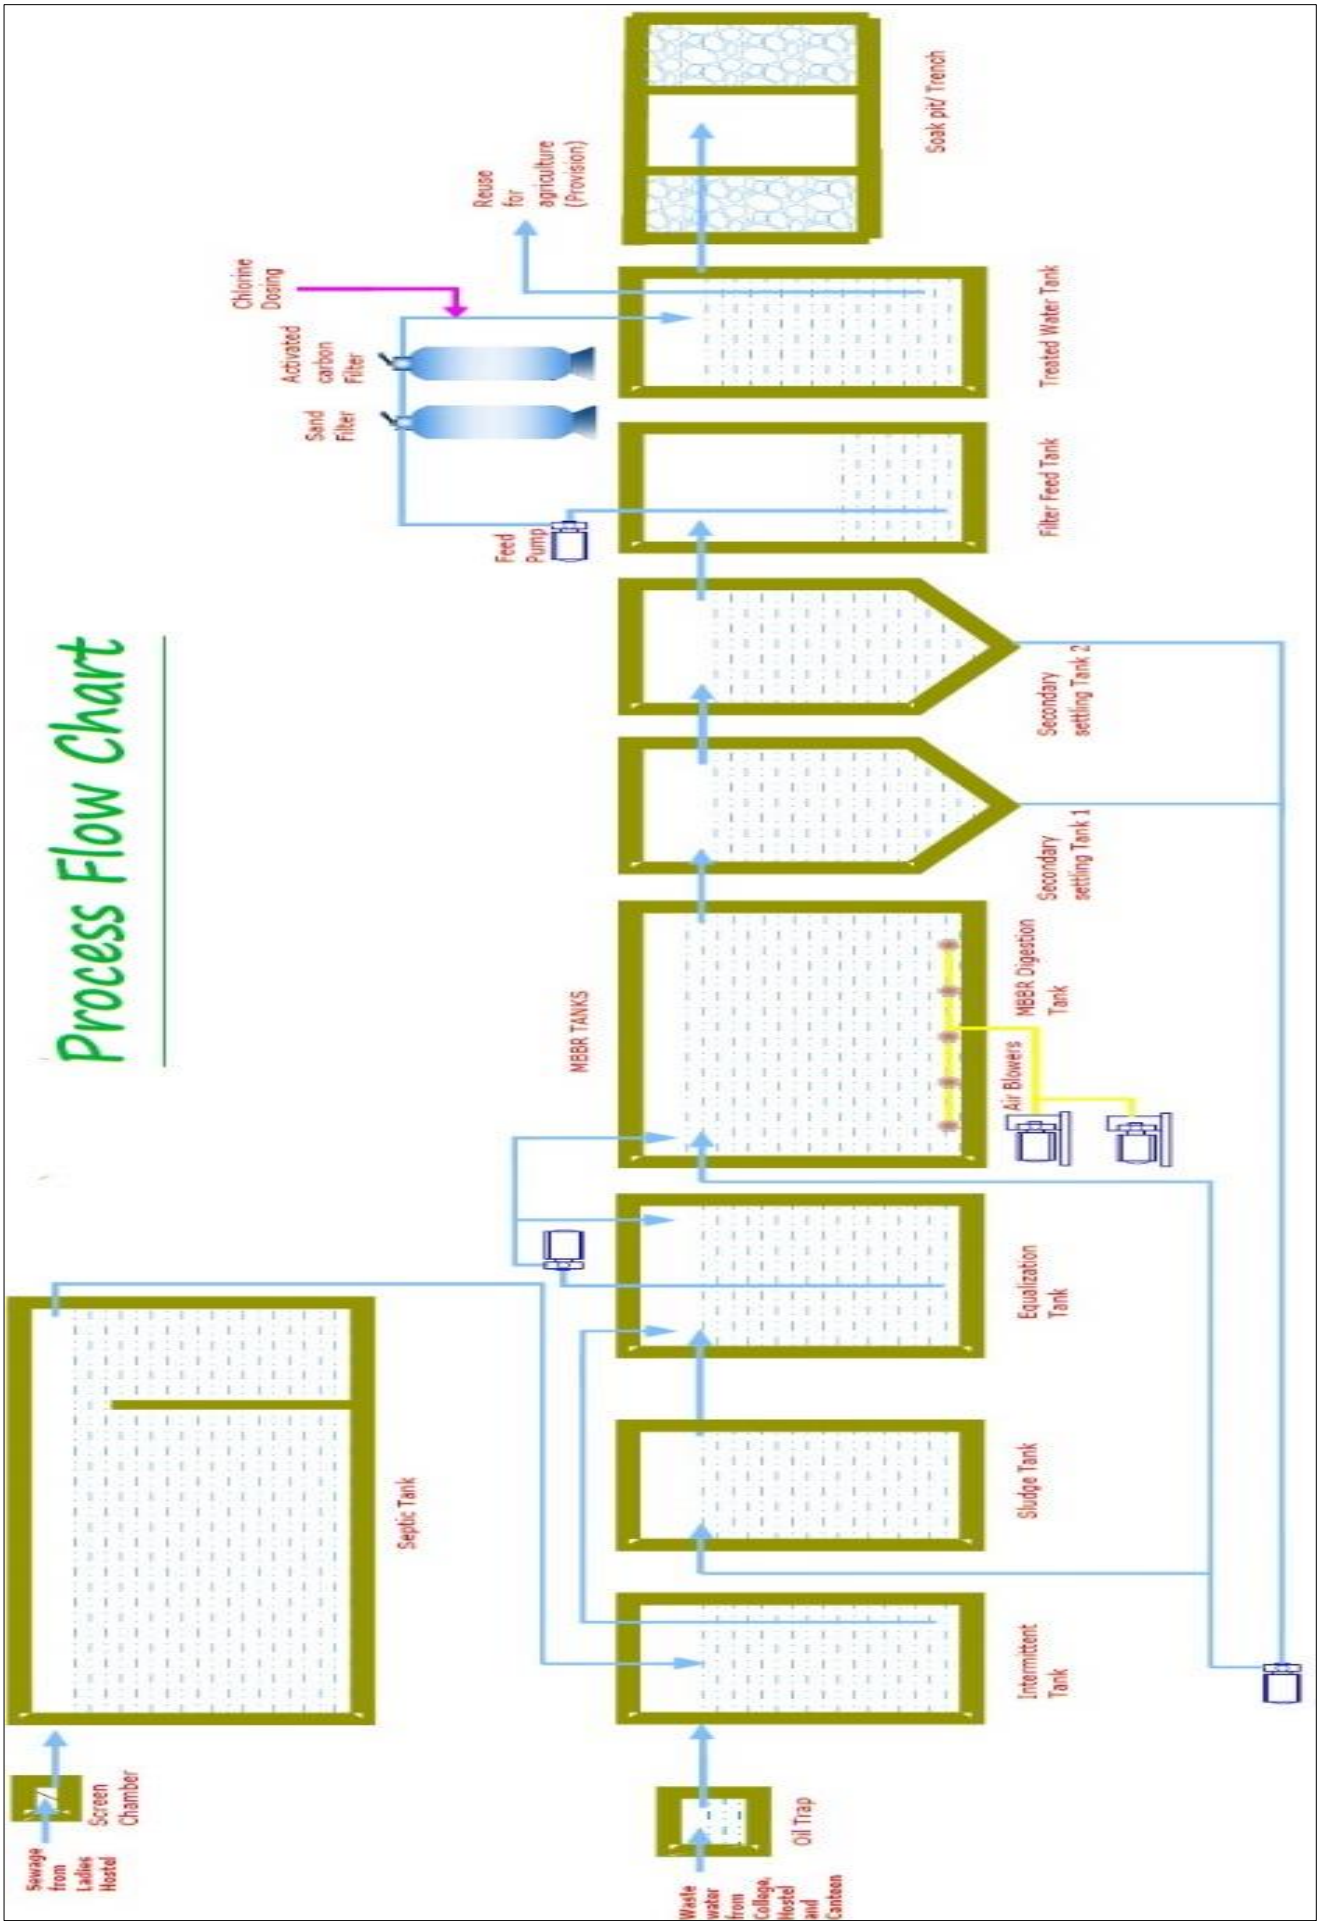 Process Flow Chart
Sewage
from
Ladies
Hostel
Screen
Chamber
Septic Tank
Waste
water
from
College,
Hostel
and
Canteen
Oil Trap
Intermittent
Tank
Sludge Tank
Equalization
Tank
MBBR TANKS
Air Blowers
MBBR Digestion
Tank
Secondary
settling Tank 1
Secondary
settling Tank 2
Feed
Pump
Filter Feed Tank
Sand
Filter
Activated
carbon
Filter
Chlorine
Dosing
Treated Water Tank
Reuse
for
agriculture
(Provision)
Soak pit/ Trench